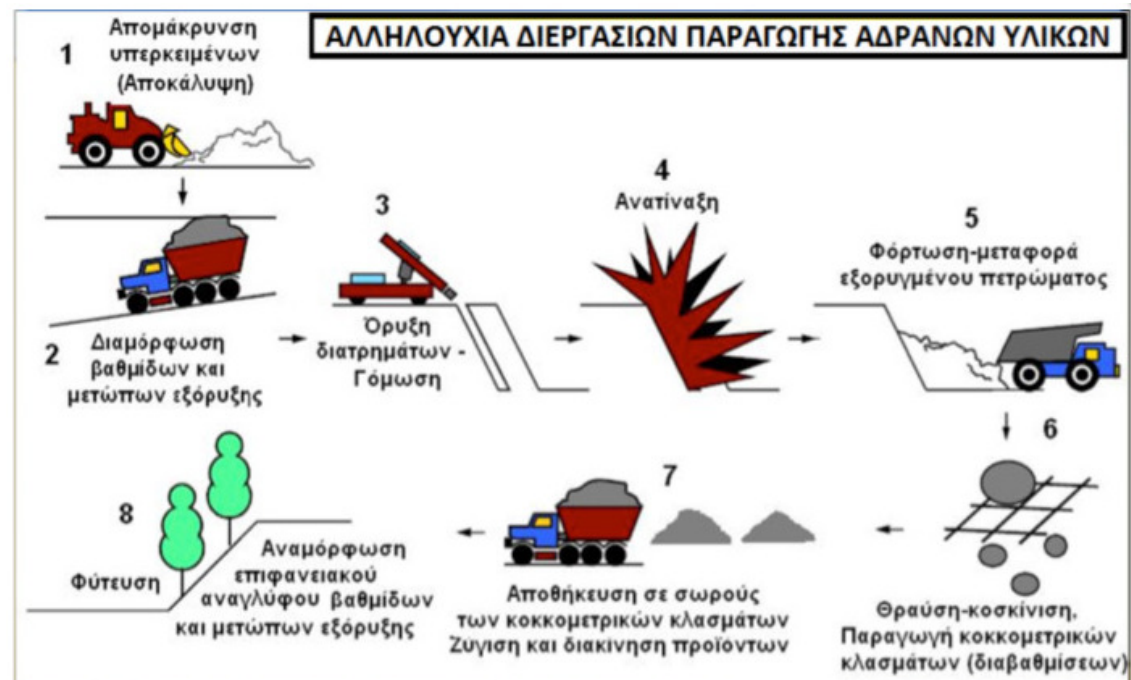 ΑΛΛΗΛΟΥΧΙΑ ΔΙΕΡΓΑΣΙΩΝ ΠΑΡΑΓΩΓΗΣ ΑΔΡΑΝΩΝ ΥΛΙΚΩΝ
1
Απομάκρυνση
υπερκειμένων
(Αποκάλυψη)
2
Διαμόρφωση
βαθμίδων και
μετώπων εξόρυξης
3
Όρυξη
διατρημάτων -
Γόμωση
4
Ανατίναξη
5
Φόρτωση-μεταφορά
εξορυγμένου πετρώματος
6
Θραύση-κοσκίνιση.
Παραγωγή κοκκομετρικών
κλασμάτων (διαβαθμίσεων)
7
Αποθήκευση σε σωρούς
των κοκκομετρικών κλασμάτων
Ζύγιση και διακίνηση προϊόντων
8
Φύτευση
Αναμόρφωση
επιφανειακού
αναγλύφου βαθμίδων
και μετώπων εξόρυξης